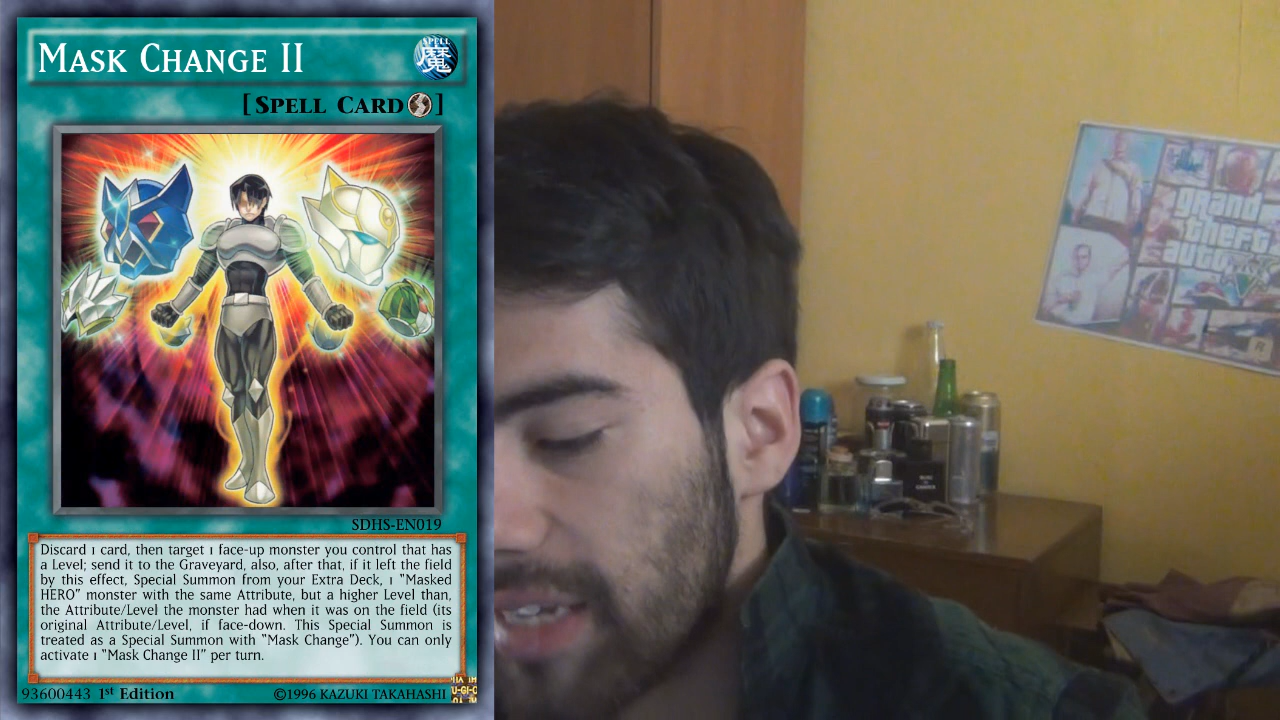 MASK CHANGE II
SPELL
魔
[SPELL CARD]
SDHS-EN019
Discard 1 card, then target 1 face-up monster you control that has
a Level; send it to the Graveyard, also, after that, if it left the field
by this effect, Special Summon from your Extra Deck, 1 "Masked
HERO" monster with the same Attribute, but a higher Level than,
the Attribute/Level the monster had when it was on the field (its
original Attribute/Level, if face-down. This Special Summon is
treated as a Special Summon with "Mask Change"). You can only
activate 1 "Mask Change II" per turn.
93600443 1st Edition
©1996 KAZUKI TAKAHASHI
grand
theft
auto